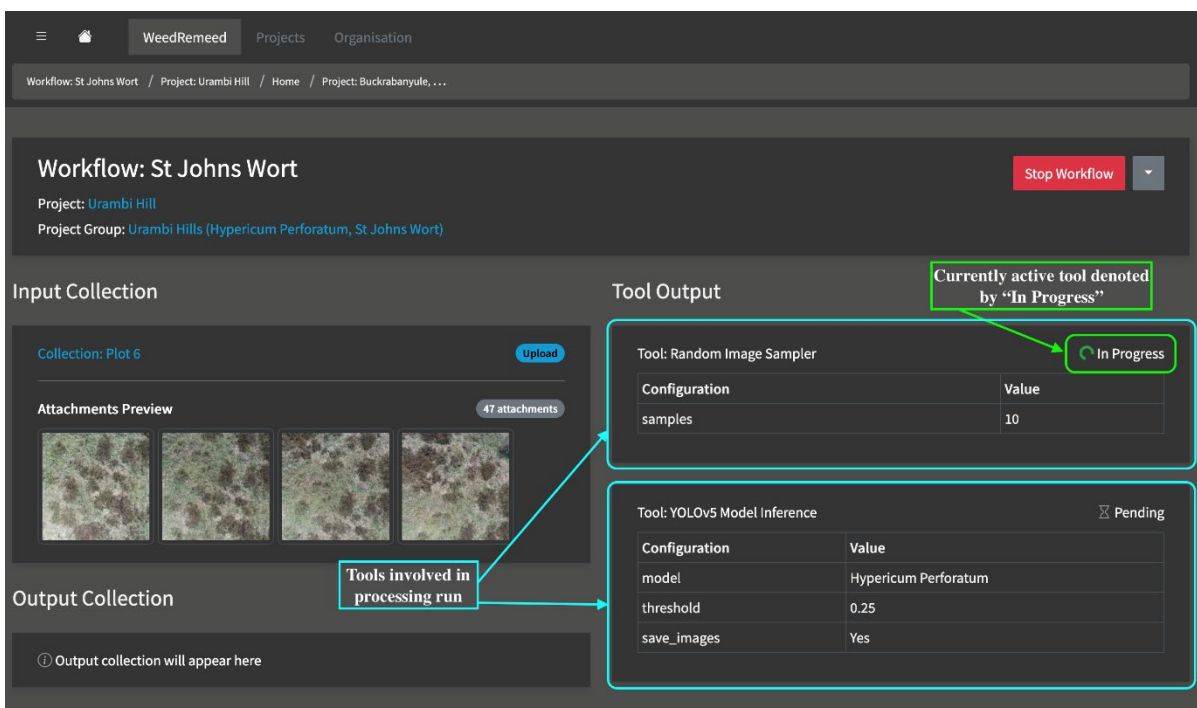 WeedRemeed Projects Organisation
Workflow: St Johns Wort / Project: Urambi Hill / Home / Project: Buckrabanyule, ...
Workflow: St Johns Wort
Stop Workflow
Project: Urambi Hill
Project Group: Urambi Hills (Hypericum Perforatum, St Johns Wort)
Input Collection
Collection: Plot 6
Upload
Attachments Preview
47 attachments
Tools involved in
processing run
Output Collection
Output collection will appear here
Tool Output
Currently active tool denoted
by “In Progress”
Tool: Random Image Sampler
In Progress
Configuration Value
samples 10
Tool: YOLOv5 Model Inference
Pending
Configuration Value
model Hypericum Perforatum
threshold 0.25
save_images Yes